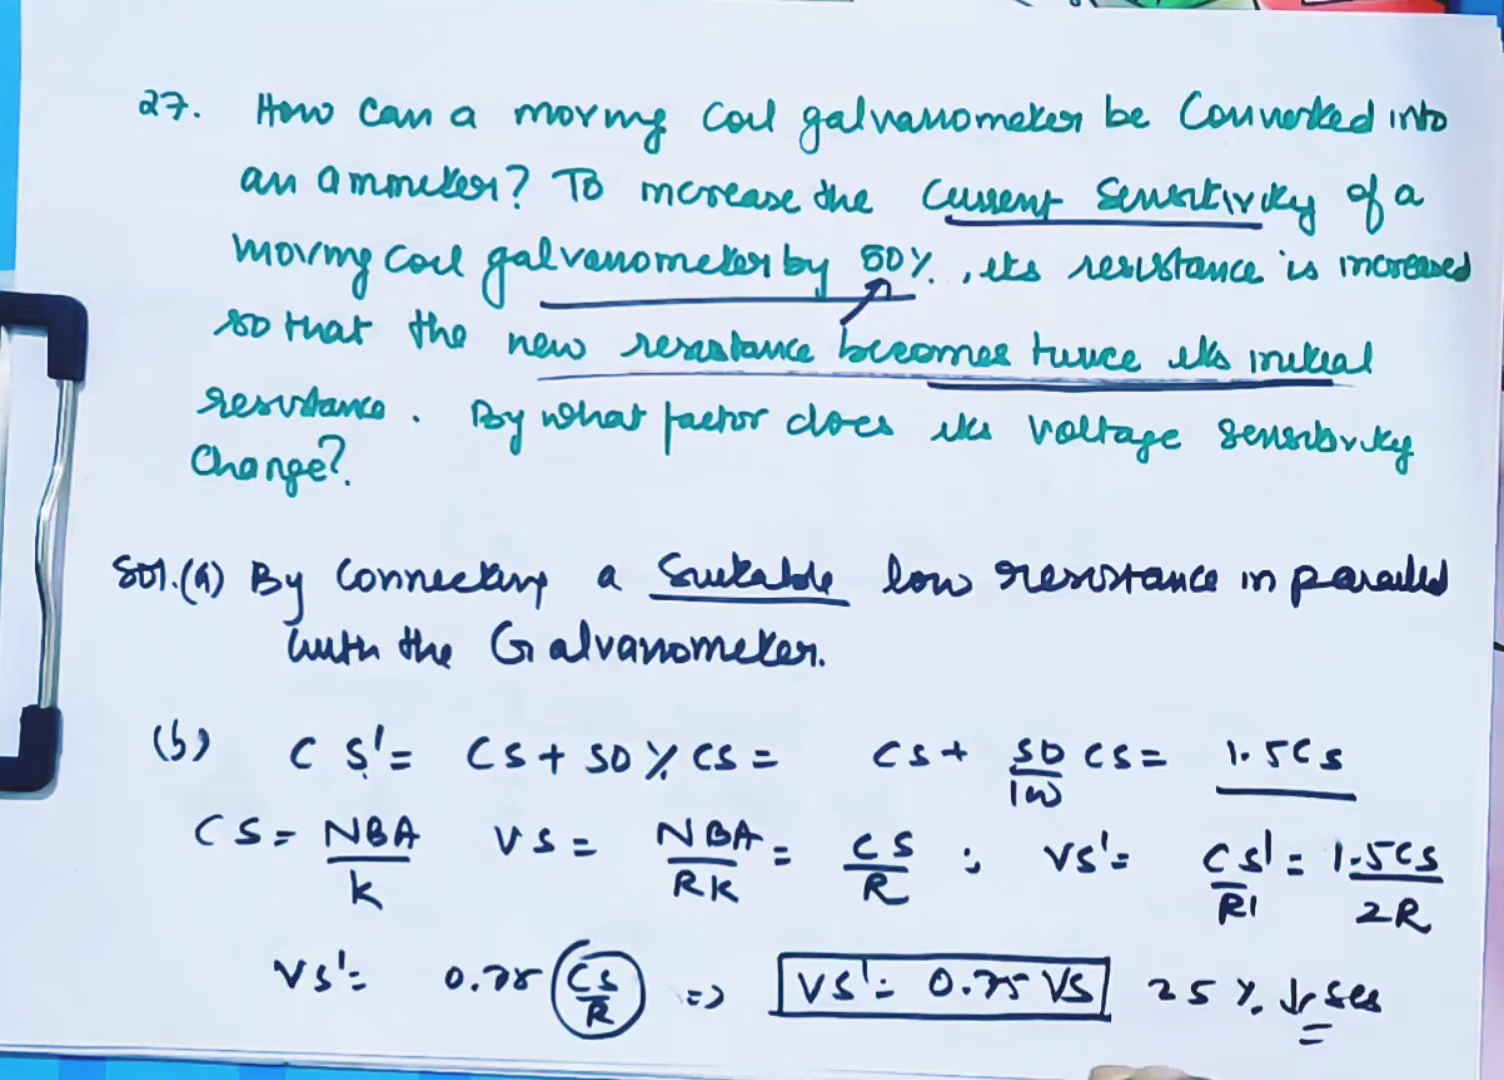 27. How can a moving coil galvanometer be converted into
an ammeter? To increase the current sensitivity of a
moving coil galvanometer by 50%, its resistance is increased
so that the new resistance becomes twice its initial
resistance. By what factor does its voltage sensitivity
change?
Sol.(a) By connecting a suitable low resistance in parallel
with the Galvanometer.
(b) CS' = CS + 50% CS = CS + 50/100 CS = 1.5CS
CS = NBA/k VS = NBA/RK = CS/R ; VS' = CS'/R' = 1.5CS/2R
VS' = 0.75 (CS/R) => VS' = 0.75 VS 25% ↓ses